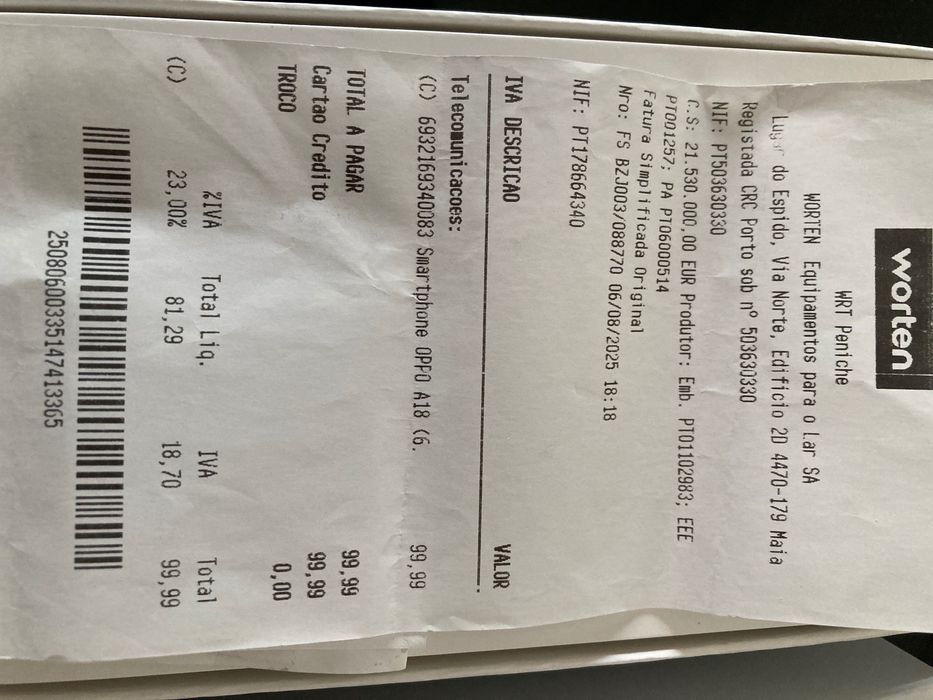 worten
WRT Peniche
WORTEN Equipamentos para o Lar SA
Lugar do Espido, Via Norte, Edificio 2D 4470-179 Maia
Registada CRC Porto sob nº 503630330
NIF: PT503630330
C.S: 21.530.000,00 EUR Produtor: Emb. PT01102983; EEE
PT001257; PA PT06000514
Fatura Simplificada Original
Nro: FS BZJ003/088770 06/08/2025 18:18
NIF: PT178664340
IVA DESCRICAO VALOR
Telecomunicacoes:
(C) 6932169340083 Smartphone OPPO A18 (6. 99,99
TOTAL A PAGAR 99,99
Cartao Credito 99,99
TROCO 0,00
%IVA Total Liq. IVA Total
(C) 23,00% 81,29 18,70 99,99
25080600335147413365